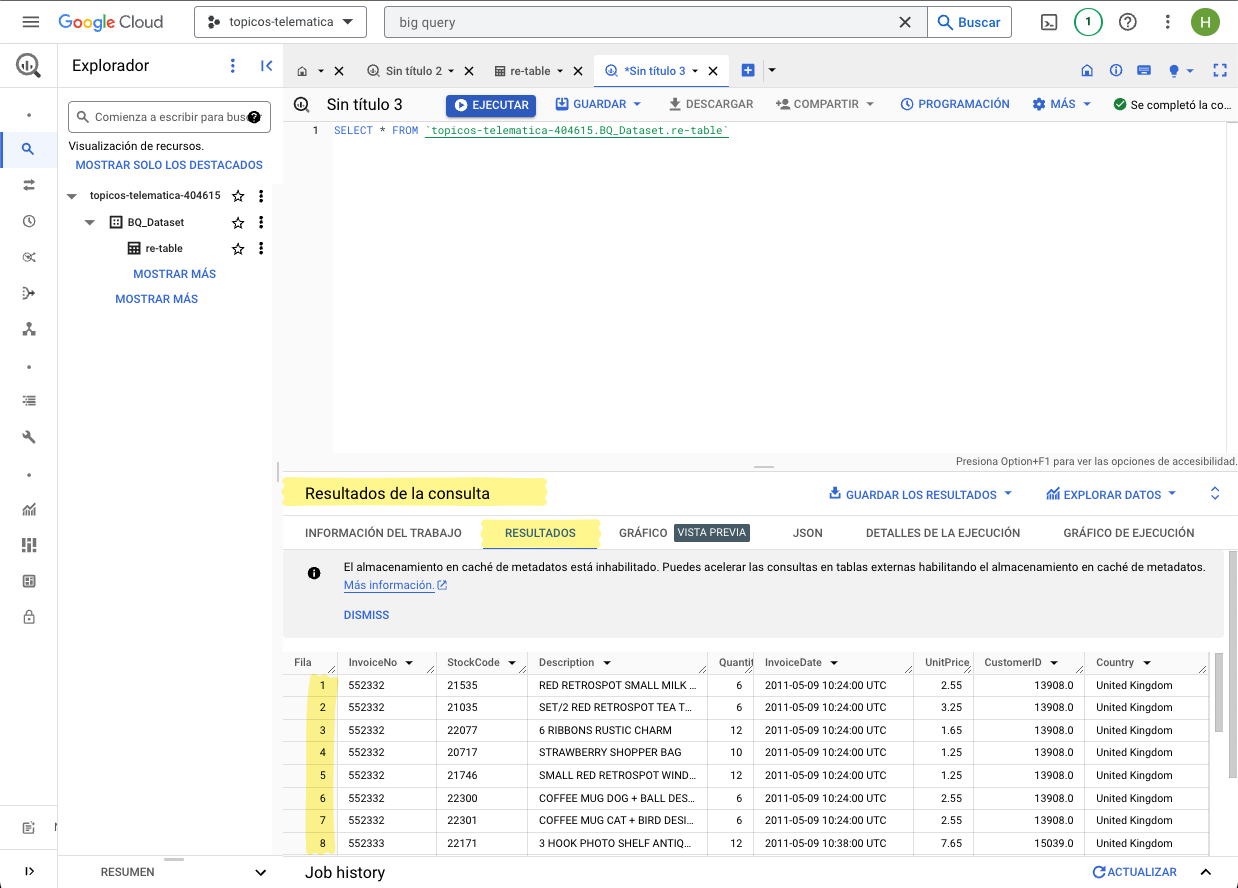 Google Cloud
topicos-telematica
big query
Buscar
1
H
Explorador
Sin título 2
re-table
*Sin título 3
Comienza a escribir para bus
?
Visualización de recursos.
MOSTRAR SOLO LOS DESTACADOS
topicos-telematica-404615
BQ_Dataset
re-table
MOSTRAR MÁS
MOSTRAR MÁS
Sin título 3
EJECUTAR
GUARDAR
DESCARGAR
COMPARTIR
PROGRAMACIÓN
MÁS
Se completó la co...
1 SELECT * FROM `topicos-telematica-404615.BQ_Dataset.re-table`
Presiona Option+F1 para ver las opciones de accesibilidad.
Resultados de la consulta
GUARDAR LOS RESULTADOS
EXPLORAR DATOS
INFORMACIÓN DEL TRABAJO RESULTADOS GRÁFICO VISTA PREVIA JSON DETALLES DE LA EJECUCIÓN GRÁFICO DE EJECUCIÓN
El almacenamiento en caché de metadatos está inhabilitado. Puedes acelerar las consultas en tablas externas habilitando el almacenamiento en caché de metadatos.
Más información.
DISMISS
Fila InvoiceNo StockCode Description Quantit InvoiceDate UnitPrice CustomerID Country
1 552332 21535 RED RETROSPOT SMALL MILK ... 6 2011-05-09 10:24:00 UTC 2.55 13908.0 United Kingdom
2 552332 21035 SET/2 RED RETROSPOT TEA T... 6 2011-05-09 10:24:00 UTC 3.25 13908.0 United Kingdom
3 552332 22077 6 RIBBONS RUSTIC CHARM 12 2011-05-09 10:24:00 UTC 1.65 13908.0 United Kingdom
4 552332 20717 STRAWBERRY SHOPPER BAG 10 2011-05-09 10:24:00 UTC 1.25 13908.0 United Kingdom
5 552332 21746 SMALL RED RETROSPOT WIND... 12 2011-05-09 10:24:00 UTC 1.25 13908.0 United Kingdom
6 552332 22300 COFFEE MUG DOG + BALL DES... 6 2011-05-09 10:24:00 UTC 2.55 13908.0 United Kingdom
7 552332 22301 COFFEE MUG CAT + BIRD DESI... 6 2011-05-09 10:24:00 UTC 2.55 13908.0 United Kingdom
8 552333 22171 3 HOOK PHOTO SHELF ANTIQ... 12 2011-05-09 10:38:00 UTC 7.65 15039.0 United Kingdom
RESUMEN
Job history
ACTUALIZAR